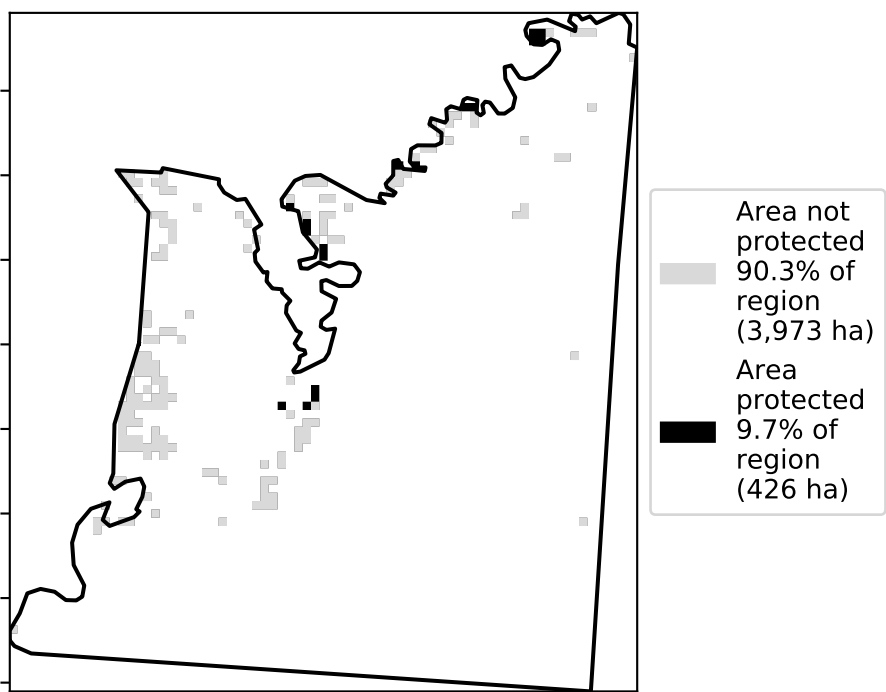 Area not
protected
90.3% of
region
(3,973 ha)
Area
protected
9.7% of
region
(426 ha)